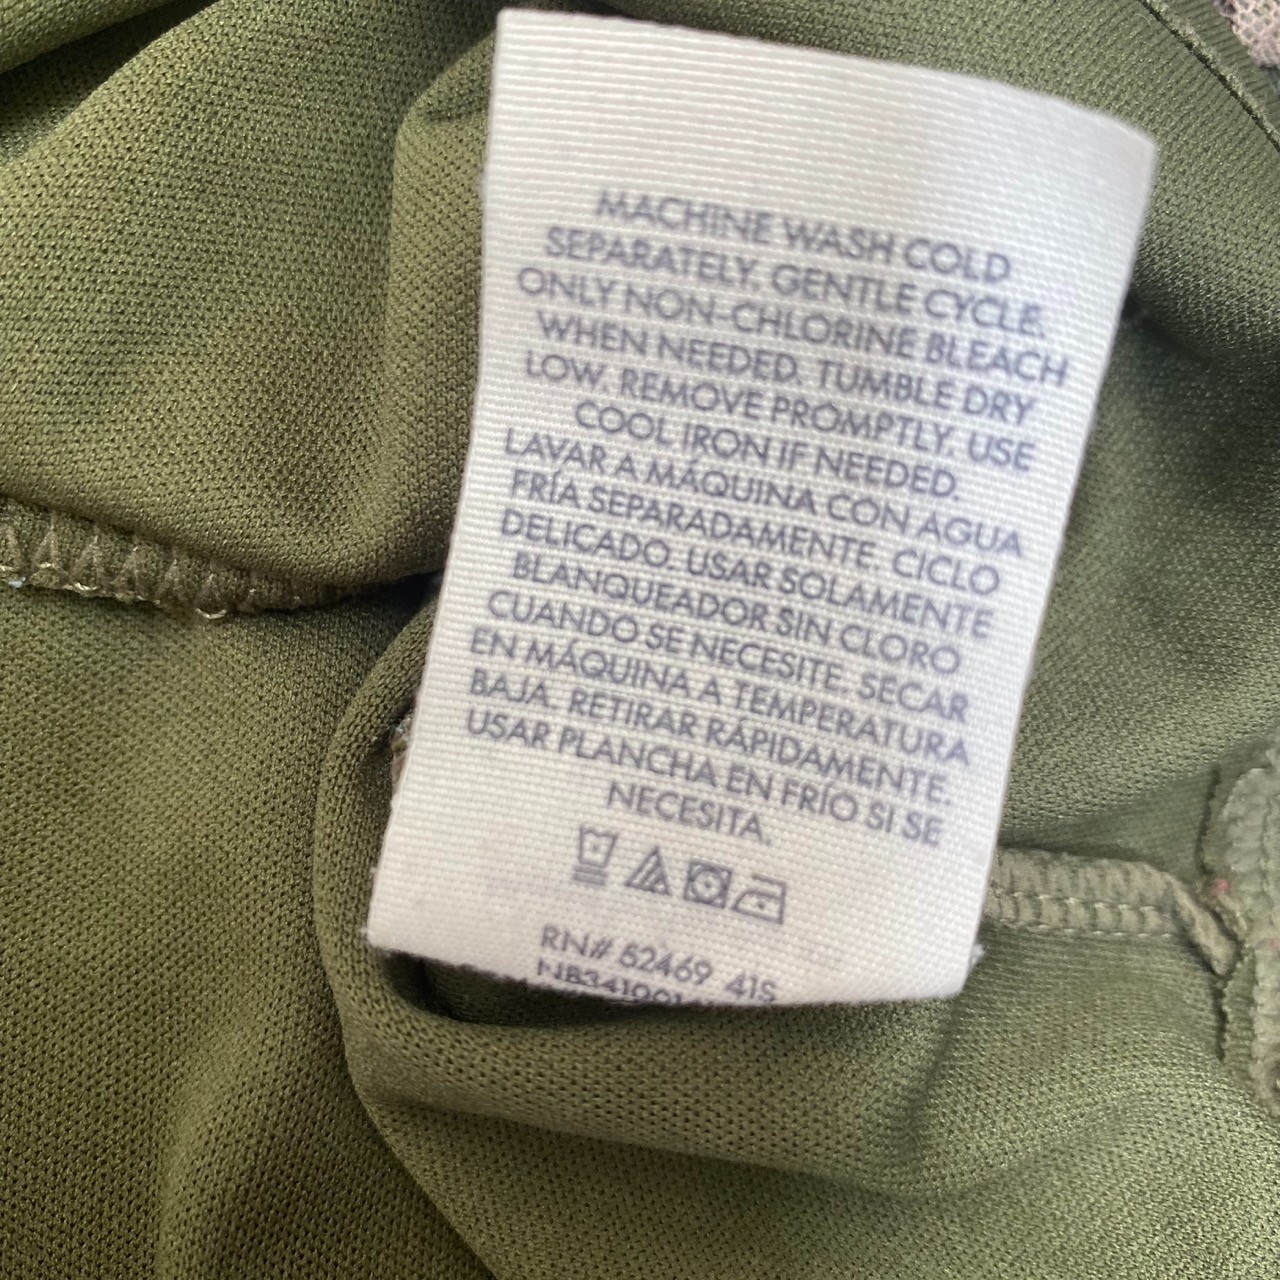 MACHINE WASH COLD
SEPARATELY. GENTLE CYCLE.
ONLY NON-CHLORINE BLEACH
WHEN NEEDED. TUMBLE DRY
LOW. REMOVE PROMPTLY. USE
COOL IRON IF NEEDED.
LAVAR A MÁQUINA CON AGUA
FRÍA SEPARADAMENTE. CICLO
DELICADO. USAR SOLAMENTE
BLANQUEADOR SIN CLORO
CUANDO SE NECESITE. SECAR
EN MÁQUINA A TEMPERATURA
BAJA. RETIRAR RÁPIDAMENTE.
USAR PLANCHA EN FRÍO SI SE
NECESITA.
RN# 52469 41S